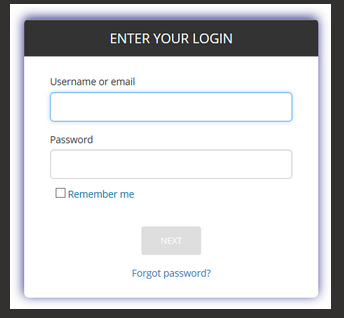 ENTER YOUR LOGIN
Username or email
Password
Remember me
NEXT
Forgot password?